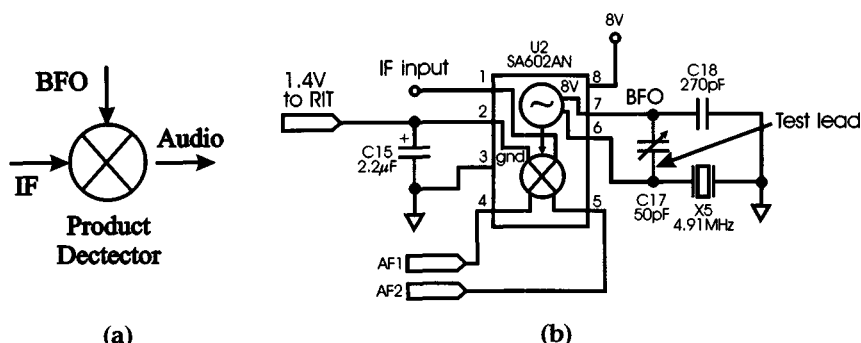 BFO
Audio
IF
Product
Dectector
(a)
8V
U2
SA602AN
C18
270pF
IF input
1.4V
to RIT
1
8
8V
7
BFO
2
6
Test lead
+
C15
2.2µF
3
gnd
C17
50pF
X5
4.91MHz
4
5
AF1
AF2
(b)